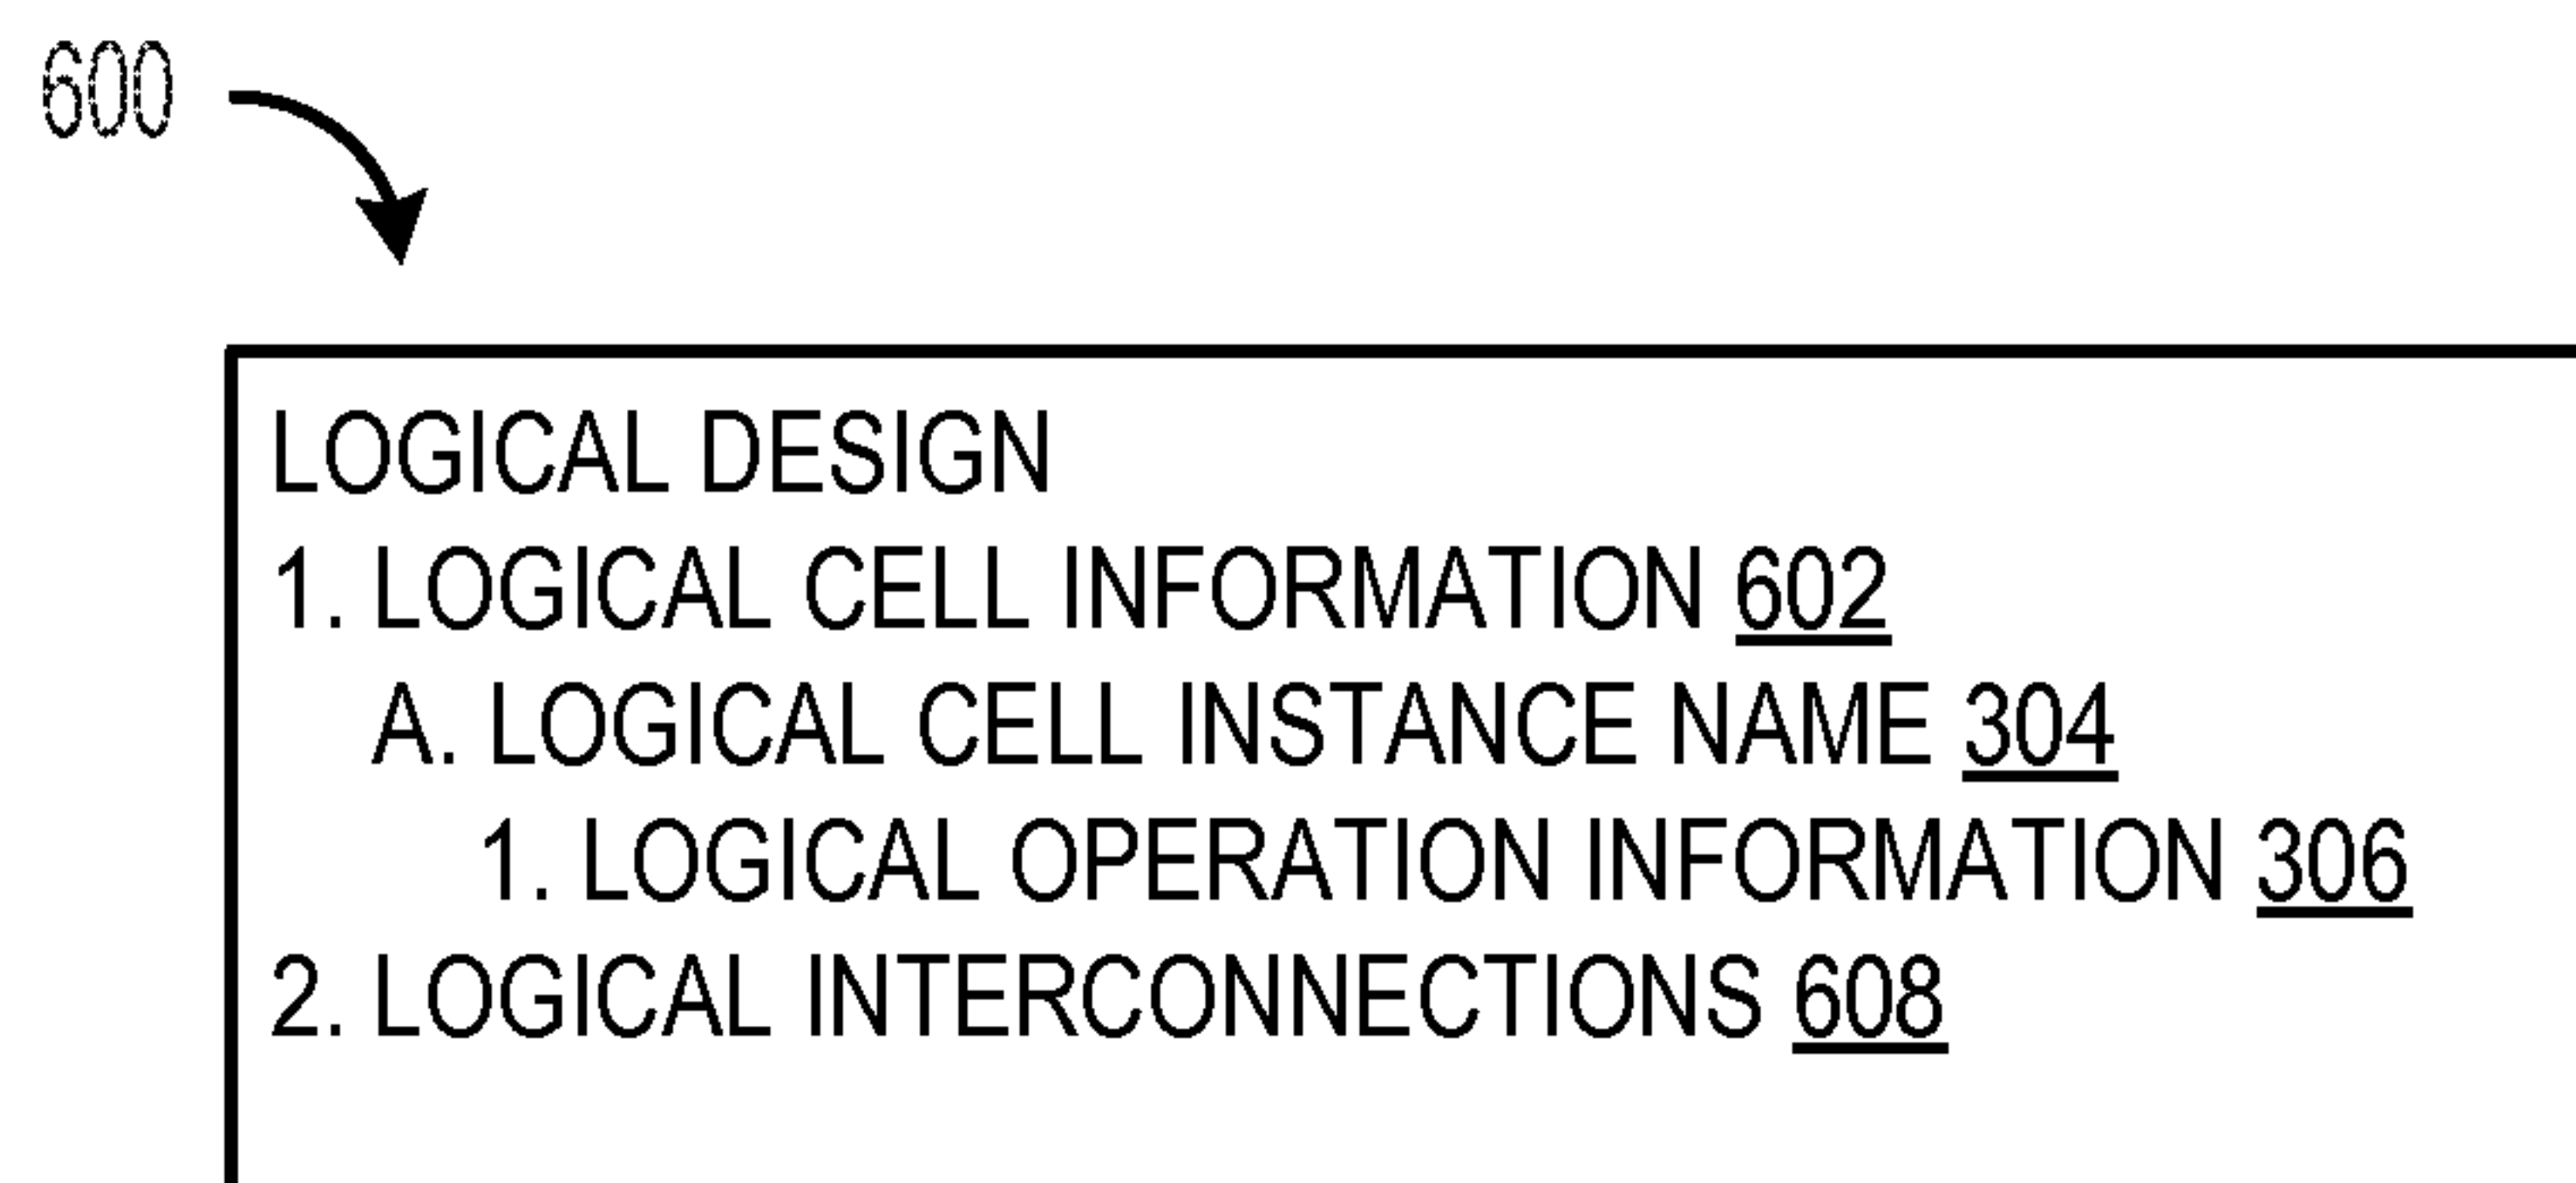 600
LOGICAL DESIGN
1. LOGICAL CELL INFORMATION 602
A. LOGICAL CELL INSTANCE NAME 304
1. LOGICAL OPERATION INFORMATION 306
2. LOGICAL INTERCONNECTIONS 608